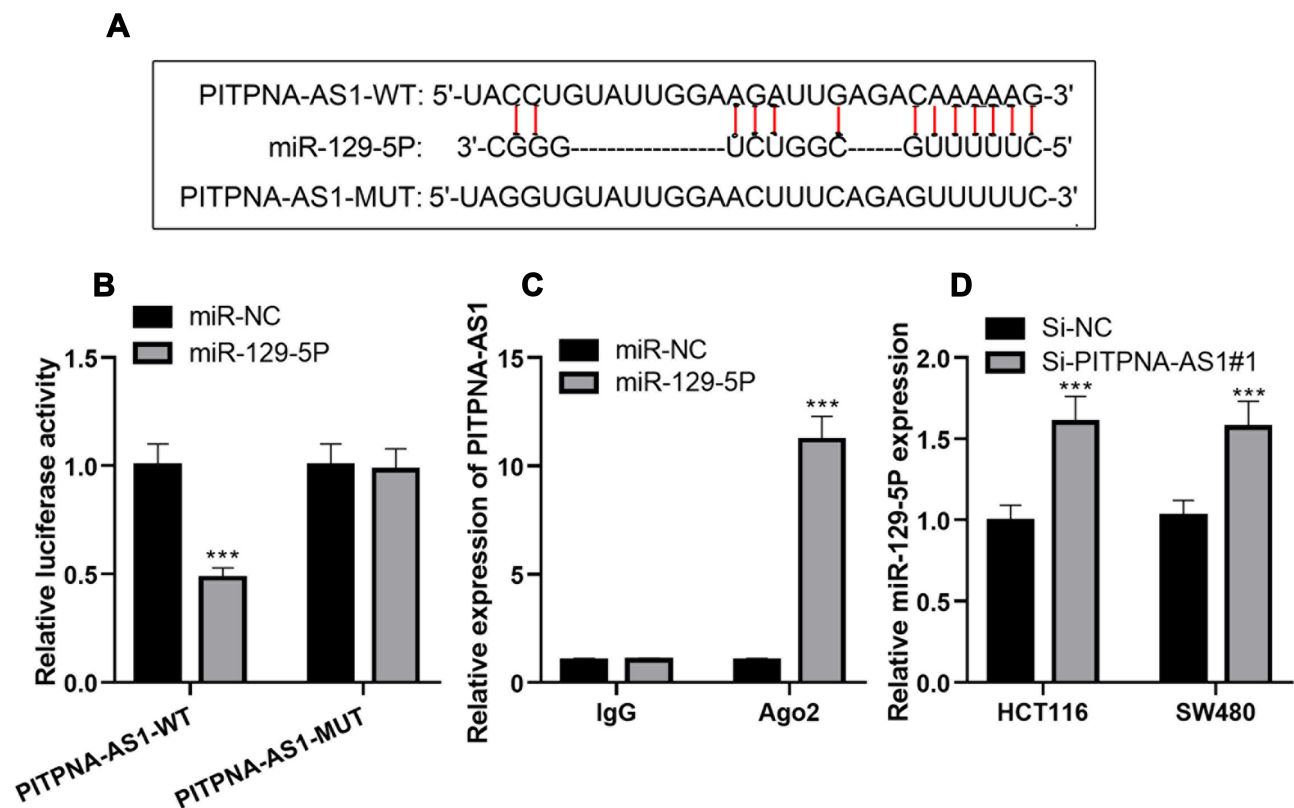 A
PITPNA-AS1-WT: 5'-UACCUGUAUUGGAAGAUUGAGACAAAAAG-3'
miR-129-5P: 3'-CGGG-----------------UCUGGC------GUUUUUC-5'
PITPNA-AS1-MUT: 5'-UAGGUGUAUUGGAACUUUCAGAGUUUUUC-3'
B
miR-NC
miR-129-5P
Relative luciferase activity
1.5
1.0
0.5
0.0
***
PITPNA-AS1-WT
PITPNA-AS1-MUT
C
miR-NC
miR-129-5P
Relative expression of PITPNA-AS1
15
10
5
0
***
IgG
Ago2
D
Si-NC
Si-PITPNA-AS1#1
Relative miR-129-5P expression
2.0
1.5
1.0
0.5
0.0
***
***
HCT116
SW480